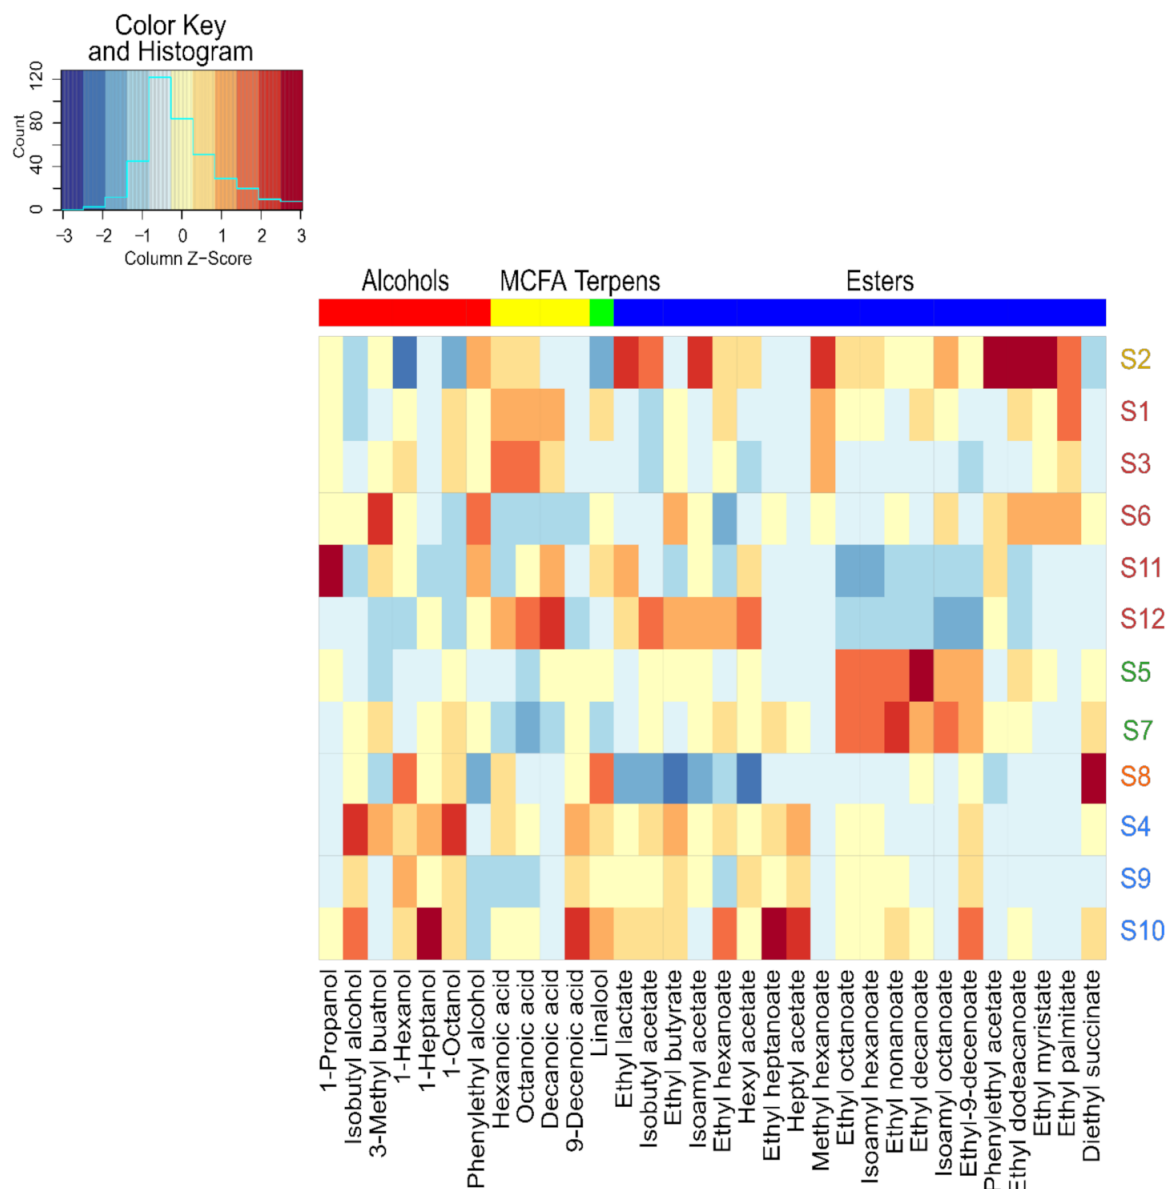 Color Key
and Histogram
Count
0 40 80 120
−3 −2 −1 0 1 2 3
Column Z−Score
Alcohols MCFA Terpens Esters
S2
S1
S3
S6
S11
S12
S5
S7
S8
S4
S9
S10
1-Propanol
Isobutyl alcohol
3-Methyl buatnol
1-Hexanol
1-Heptanol
1-Octanol
Phenylethyl alcohol
Hexanoic acid
Octanoic acid
Decanoic acid
9-Decenoic acid
Linalool
Ethyl lactate
Isobutyl acetate
Ethyl butyrate
Isoamyl acetate
Ethyl hexanoate
Hexyl acetate
Ethyl heptanoate
Heptyl acetate
Methyl hexanoate
Ethyl octanoate
Isoamyl hexanoate
Ethyl nonanoate
Ethyl decanoate
Isoamyl octanoate
Ethyl-9-decenoate
Phenylethyl acetate
Ethyl dodeacanoate
Ethyl myristate
Ethyl palmitate
Diethyl succinate